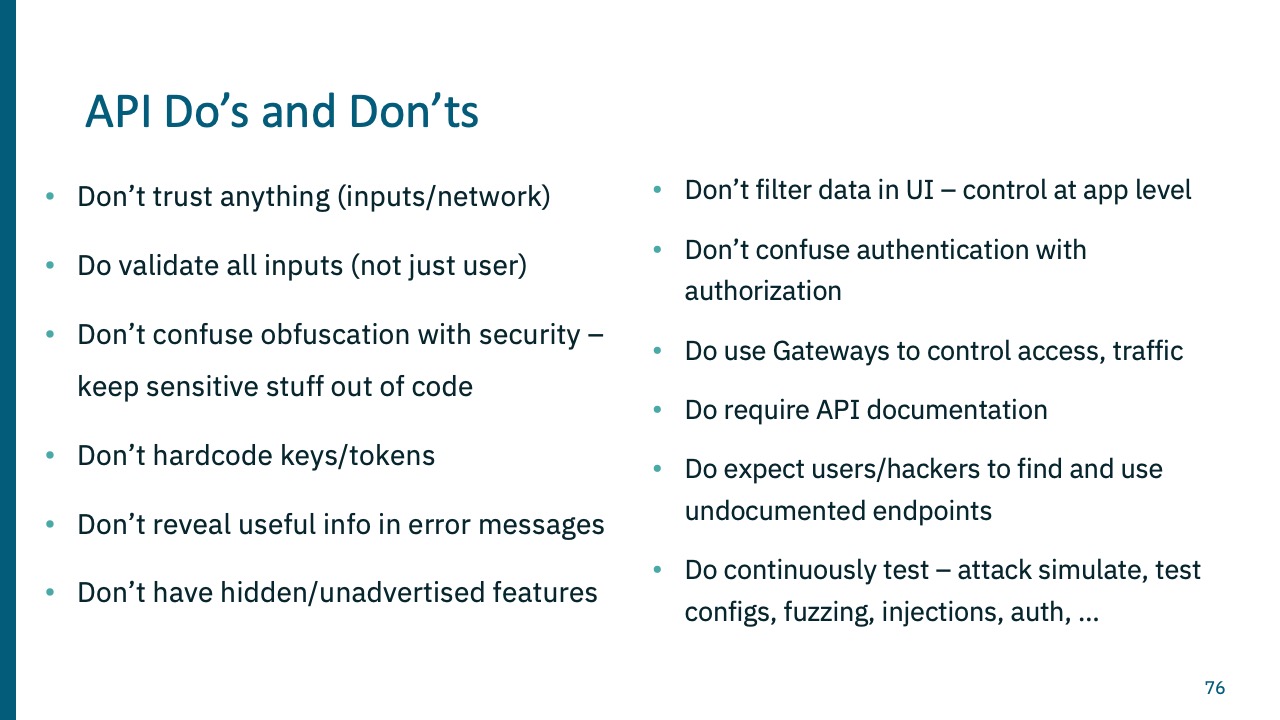 API Do’s and Don’ts
• Don’t trust anything (inputs/network)
• Do validate all inputs (not just user)
• Don’t confuse obfuscation with security –
keep sensitive stuff out of code
• Don’t hardcode keys/tokens
• Don’t reveal useful info in error messages
• Don’t have hidden/unadvertised features
• Don’t filter data in UI – control at app level
• Don’t confuse authentication with
authorization
• Do use Gateways to control access, traffic
• Do require API documentation
• Do expect users/hackers to find and use
undocumented endpoints
• Do continuously test – attack simulate, test
configs, fuzzing, injections, auth, …
76